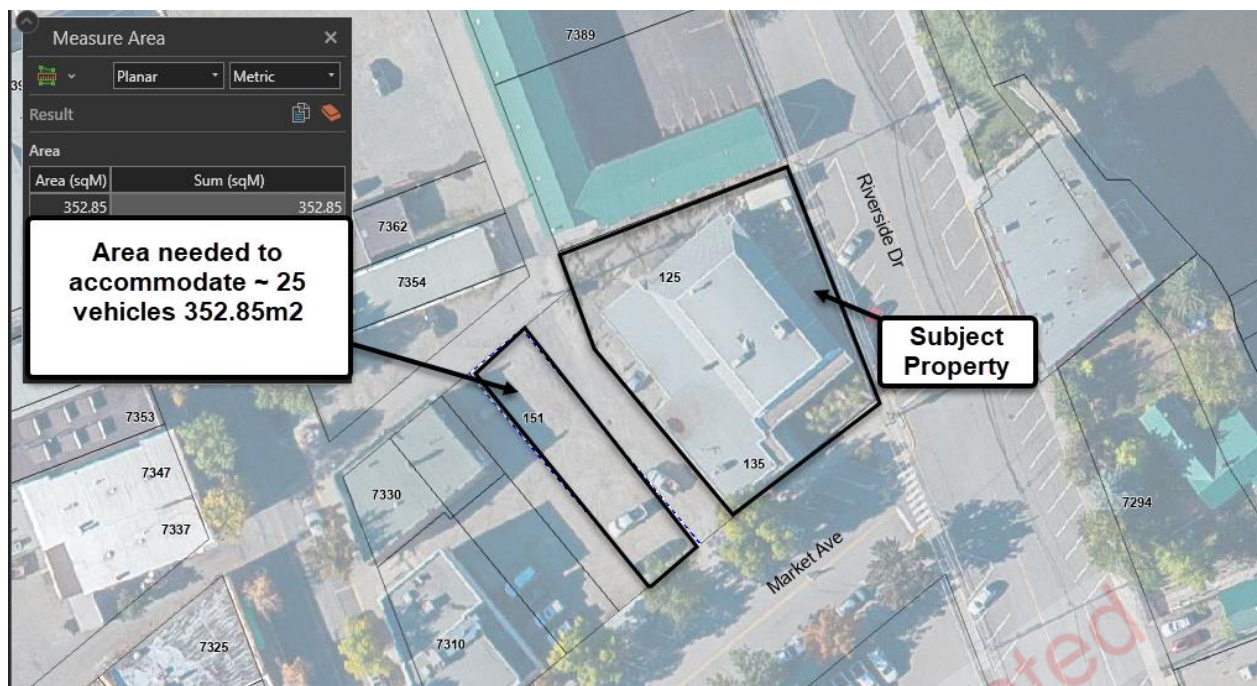 Measure Area
Planar
Metric
Result
Area
Area (sqM)
Sum (sqM)
352.85
352.85
Area needed to
accommodate ~ 25
vehicles 352.85m2
7389
7362
7354
125
Riverside Dr
Subject
Property
151
135
7353
7347
7337
7330
7294
Market Ave
7325
7310